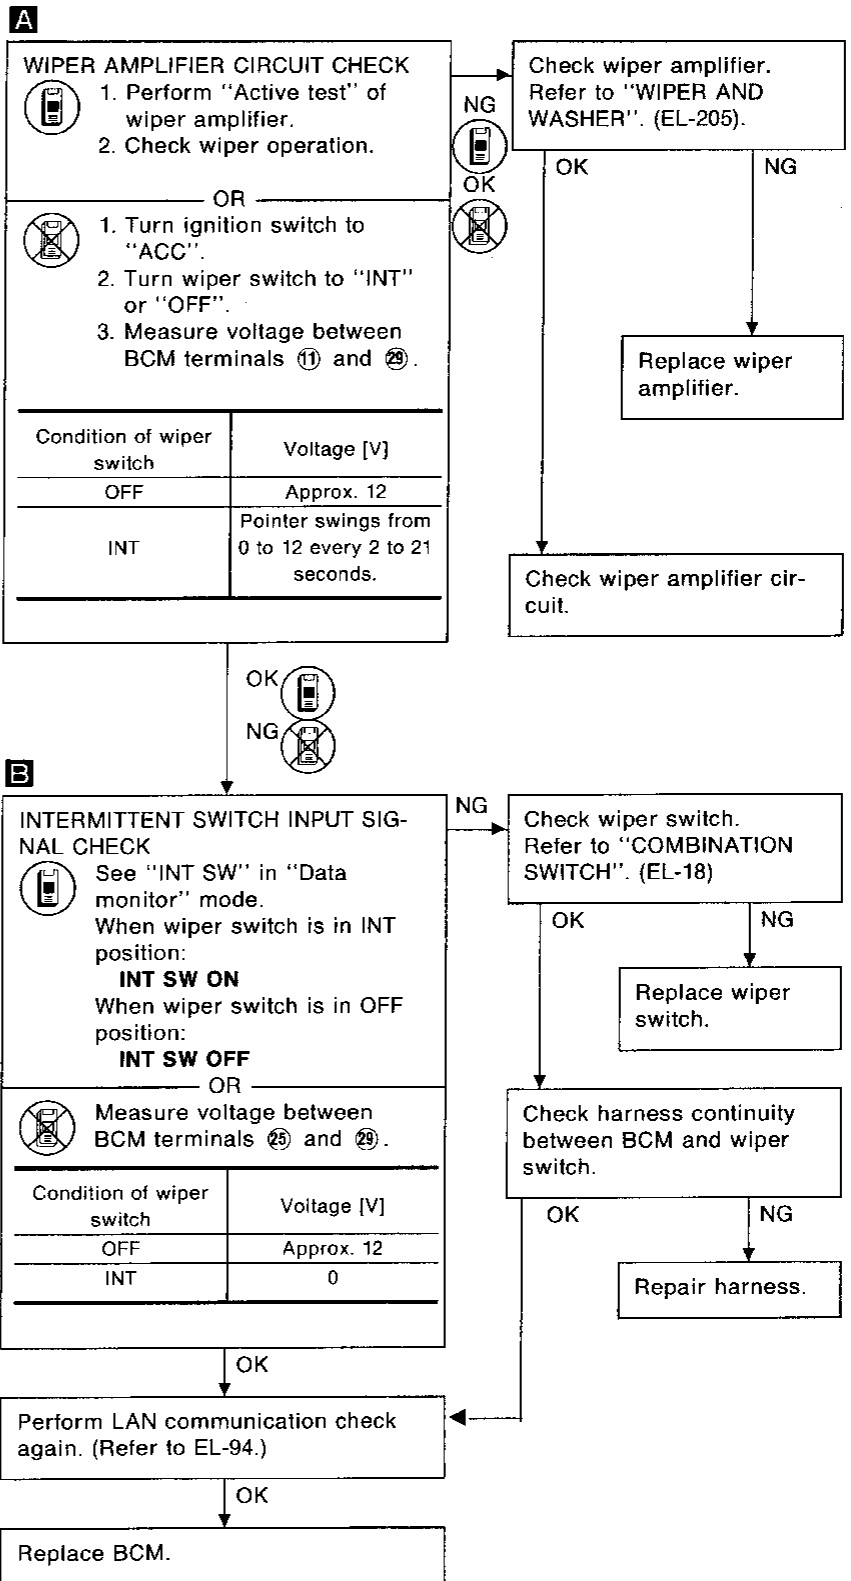 A
WIPER AMPLIFIER CIRCUIT CHECK
1. Perform "Active test" of
wiper amplifier.
2. Check wiper operation.
OR
1. Turn ignition switch to
"ACC".
2. Turn wiper switch to "INT"
or "OFF".
3. Measure voltage between
BCM terminals ⑪ and ㉙.
Condition of wiper
switch
Voltage [V]
OFF
Approx. 12
INT
Pointer swings from
0 to 12 every 2 to 21
seconds.
NG
OK
Check wiper amplifier.
Refer to "WIPER AND
WASHER". (EL-205).
OK
NG
Replace wiper
amplifier.
Check wiper amplifier cir-
cuit.
OK
NG
B
INTERMITTENT SWITCH INPUT SIG-
NAL CHECK
See "INT SW" in "Data
monitor" mode.
When wiper switch is in INT
position:
INT SW ON
When wiper switch is in OFF
position:
INT SW OFF
OR
Measure voltage between
BCM terminals ㉕ and ㉙.
Condition of wiper
switch
Voltage [V]
OFF
Approx. 12
INT
0
NG
Check wiper switch.
Refer to "COMBINATION
SWITCH". (EL-18)
OK
NG
Replace wiper
switch.
Check harness continuity
between BCM and wiper
switch.
OK
NG
Repair harness.
OK
Perform LAN communication check
again. (Refer to EL-94.)
OK
Replace BCM.